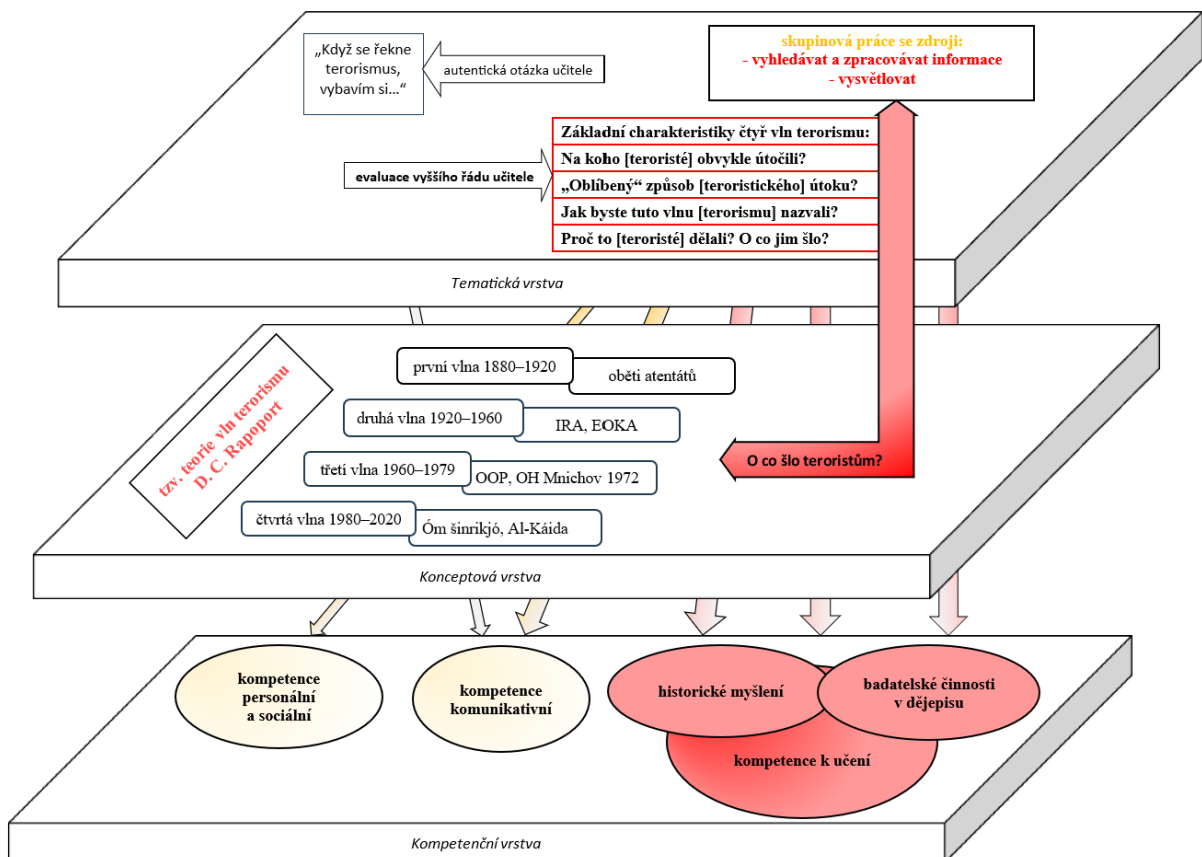 „Když se řekne
terorismus,
vybavím si...“
autentická otázka učitele
skupinová práce se zdroji:
- vyhledávat a zpracovávat informace
- vysvětlovat
Základní charakteristiky čtyř vln terorismu:
Na koho [teroristé] obvykle útočili?
„Oblíbený“ způsob [teroristického] útoku?
Jak byste tuto vlnu [terorismu] nazvali?
Proč to [teroristé] dělali? O co jim šlo?
evaluace vyššího řádu učitele
Tematická vrstva
tzv. teorie vln terorismu
D. C. Rapoport
první vlna 1880–1920
oběti atentátů
druhá vlna 1920–1960
IRA, EOKA
třetí vlna 1960–1979
OOP, OH Mnichov 1972
čtvrtá vlna 1980–2020
Óm šinrikjó, Al-Káida
O co šlo teroristům?
Konceptová vrstva
kompetence
personální
a sociální
kompetence
komunikativní
historické myšlení
badatelské činnosti
v dějepisu
kompetence k učení
Kompetenční vrstva